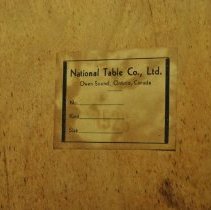 National Table Co., Ltd.
Owen Sound, Ontario, Canada
No.
Kind
Size